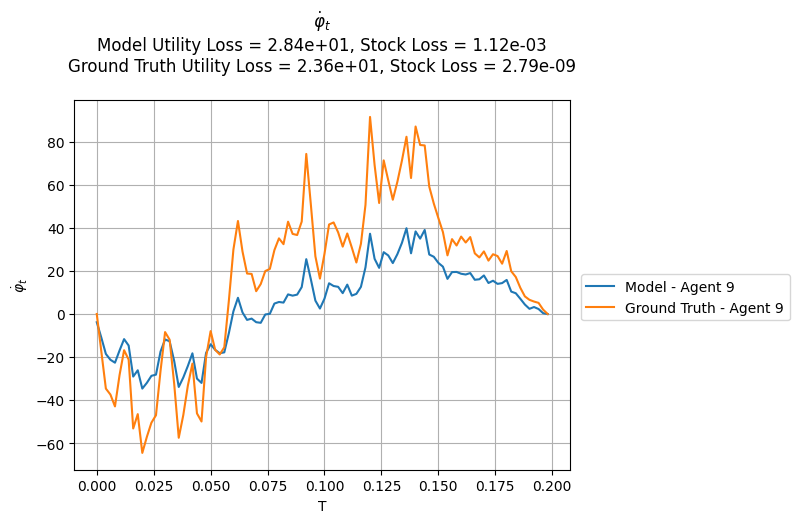 φ̇ₜ
Model Utility Loss = 2.84e+01, Stock Loss = 1.12e-03
Ground Truth Utility Loss = 2.36e+01, Stock Loss = 2.79e-09
φ̇ₜ
80
60
40
20
0
−20
−40
−60
0.000 0.025 0.050 0.075 0.100 0.125 0.150 0.175 0.200
T
Model - Agent 9
Ground Truth - Agent 9